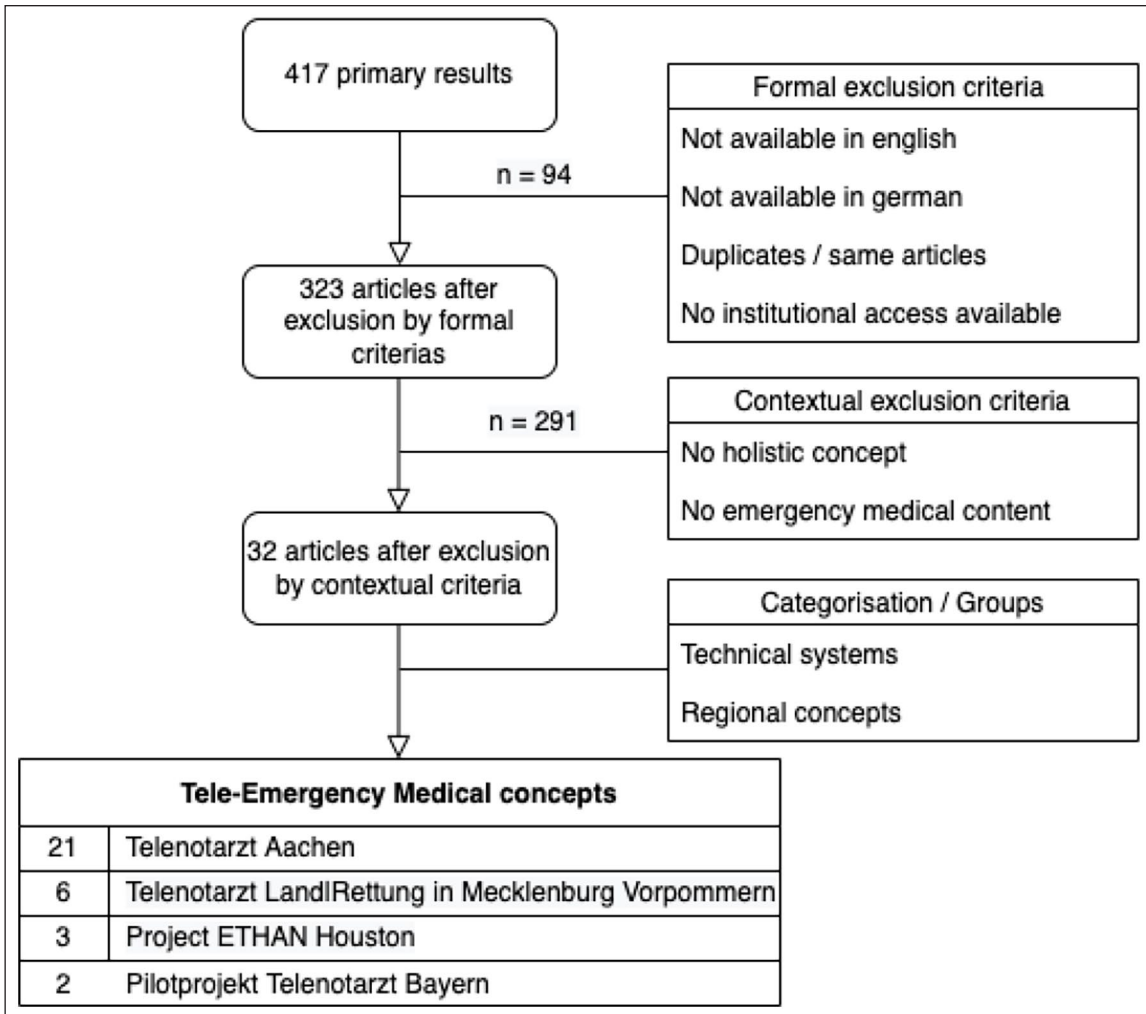 417 primary results
Formal exclusion criteria
Not available in english
Not available in german
Duplicates / same articles
No institutional access available
n = 94
323 articles after
exclusion by formal
criterias
Contextual exclusion criteria
No holistic concept
No emergency medical content
n = 291
32 articles after exclusion
by contextual criteria
Categorisation / Groups
Technical systems
Regional concepts
Tele-Emergency Medical concepts
21 Telenotarzt Aachen
6 Telenotarzt Land|Rettung in Mecklenburg Vorpommern
3 Project ETHAN Houston
2 Pilotprojekt Telenotarzt Bayern